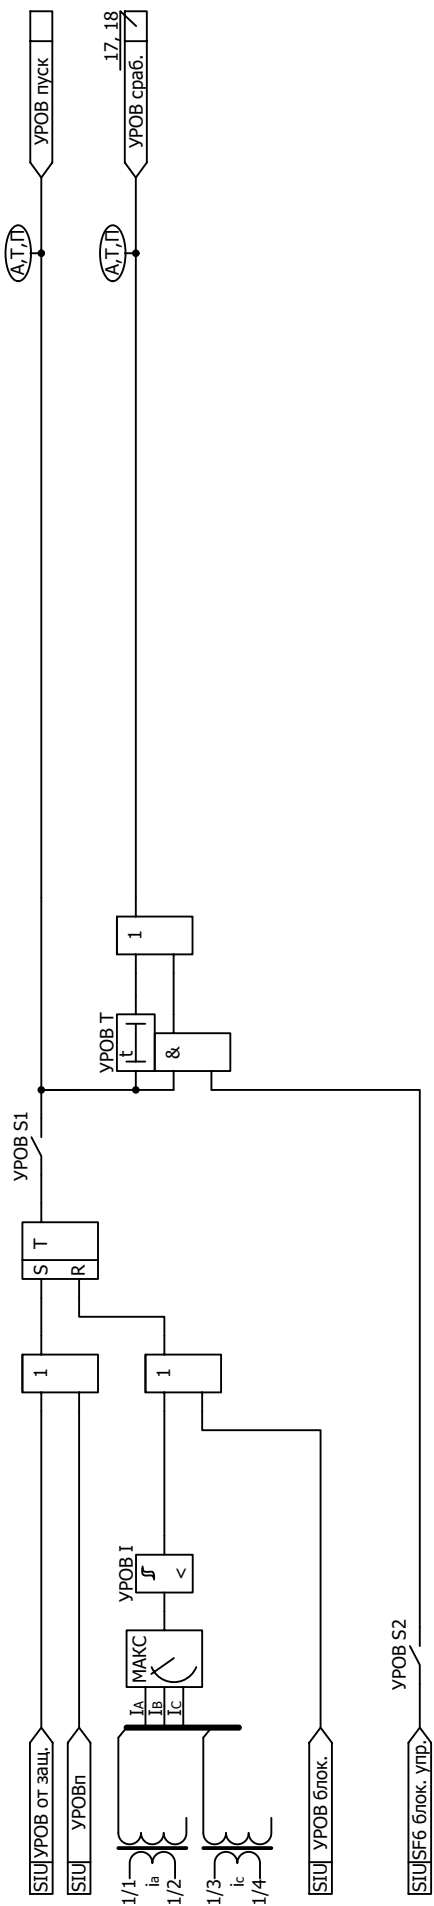 SIU УРОВ от защ.
SIU УРОВп
1/1
ia
1/2
1/3
ic
1/4
SIU УРОВ блок.
SIU SF6 блок. упр.
IA
IB
IC
МАКС
УРОВ I
<
УРОВ S2
1
1
S
R
T
УРОВ S1
УРОВ T
t
&
1
А,Т,П
А,Т,П
УРОВ пуск
УРОВ сраб.
17, 18